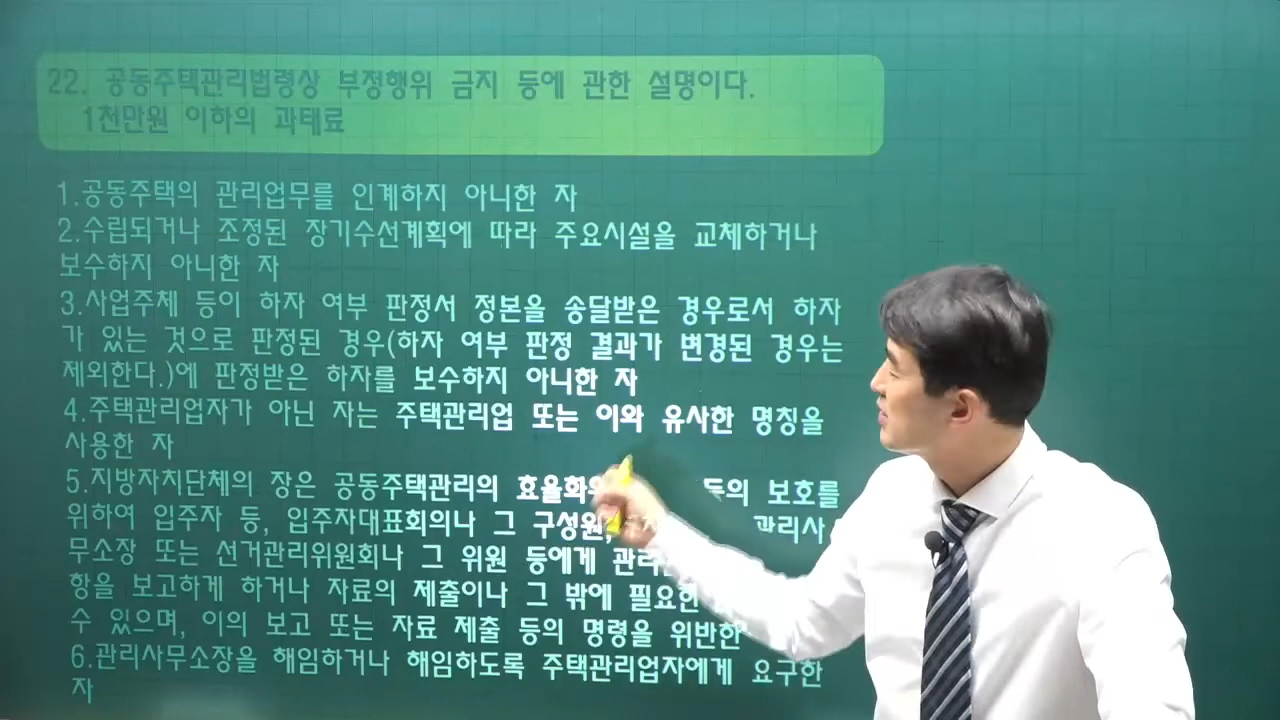 22. 공동주택관리법령상 부정행위 금지 등에 관한 설명이다.
1천만원 이하의 과태료
1.공동주택의 관리업무를 인계하지 아니한 자
2.수립되거나 조정된 장기수선계획에 따라 주요시설을 교체하거나
보수하지 아니한 자
3.사업주체 등이 하자 여부 판정서 정본을 송달받은 경우로서 하자
가 있는 것으로 판정된 경우(하자 여부 판정 결과가 변경된 경우는
제외한다.)에 판정받은 하자를 보수하지 아니한 자
4.주택관리업자가 아닌 자는 주택관리업 또는 이와 유사한 명칭을
사용한 자
5.지방자치단체의 장은 공동주택관리의 효율화 등의 보호를
위하여 입주자 등, 입주자대표회의나 그 구성원, 관리사
무소장 또는 선거관리위원회나 그 위원 등에게
항을 보고하게 하거나 자료의 제출이나 그 밖에 필요한
수 있으며, 이의 보고 또는 자료 제출 등의 명령을 위반한
6.관리사무소장을 해임하거나 해임하도록 주택관리업자에게 요구한
자